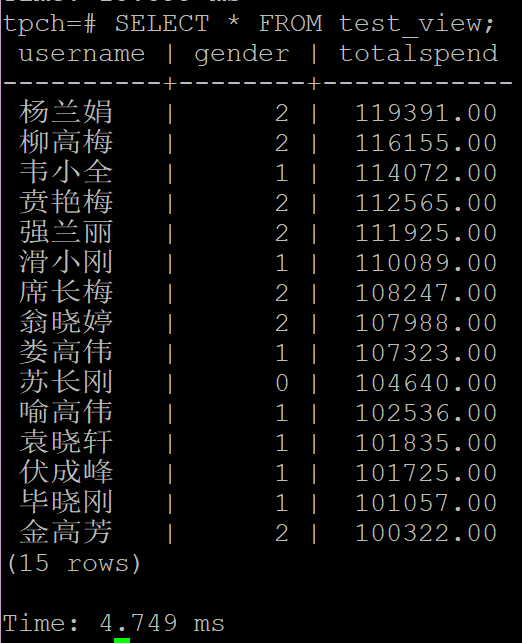 tpch=# SELECT * FROM test_view;
 username | gender | totalspend
----------+--------+------------
 杨兰娟 | 2 | 119391.00
 柳高梅 | 2 | 116155.00
 韦小全 | 1 | 114072.00
 贲艳梅 | 2 | 112565.00
 强兰丽 | 2 | 111925.00
 滑小刚 | 1 | 110089.00
 席长梅 | 2 | 108247.00
 翁晓婷 | 2 | 107988.00
 娄高伟 | 1 | 107323.00
 苏长刚 | 0 | 104640.00
 喻高伟 | 1 | 102536.00
 袁晓轩 | 1 | 101835.00
 伏成峰 | 1 | 101725.00
 毕晓刚 | 1 | 101057.00
 金高芳 | 2 | 100322.00
(15 rows)
Time: 4.749 ms